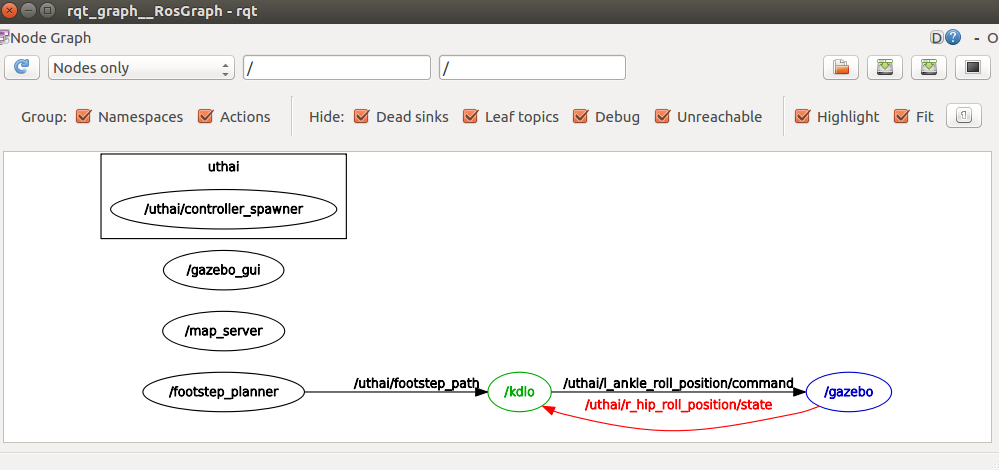 rqt_graph__RosGraph - rqt
Node Graph D ? - O
Nodes only / /
Group: Namespaces Actions Hide: Dead sinks Leaf topics Debug Unreachable Highlight Fit
uthai
/uthai/controller_spawner
/gazebo_gui
/map_server
/footstep_planner /uthai/footstep_path /kdlo /uthai/l_ankle_roll_position/command /gazebo
/uthai/r_hip_roll_position/state